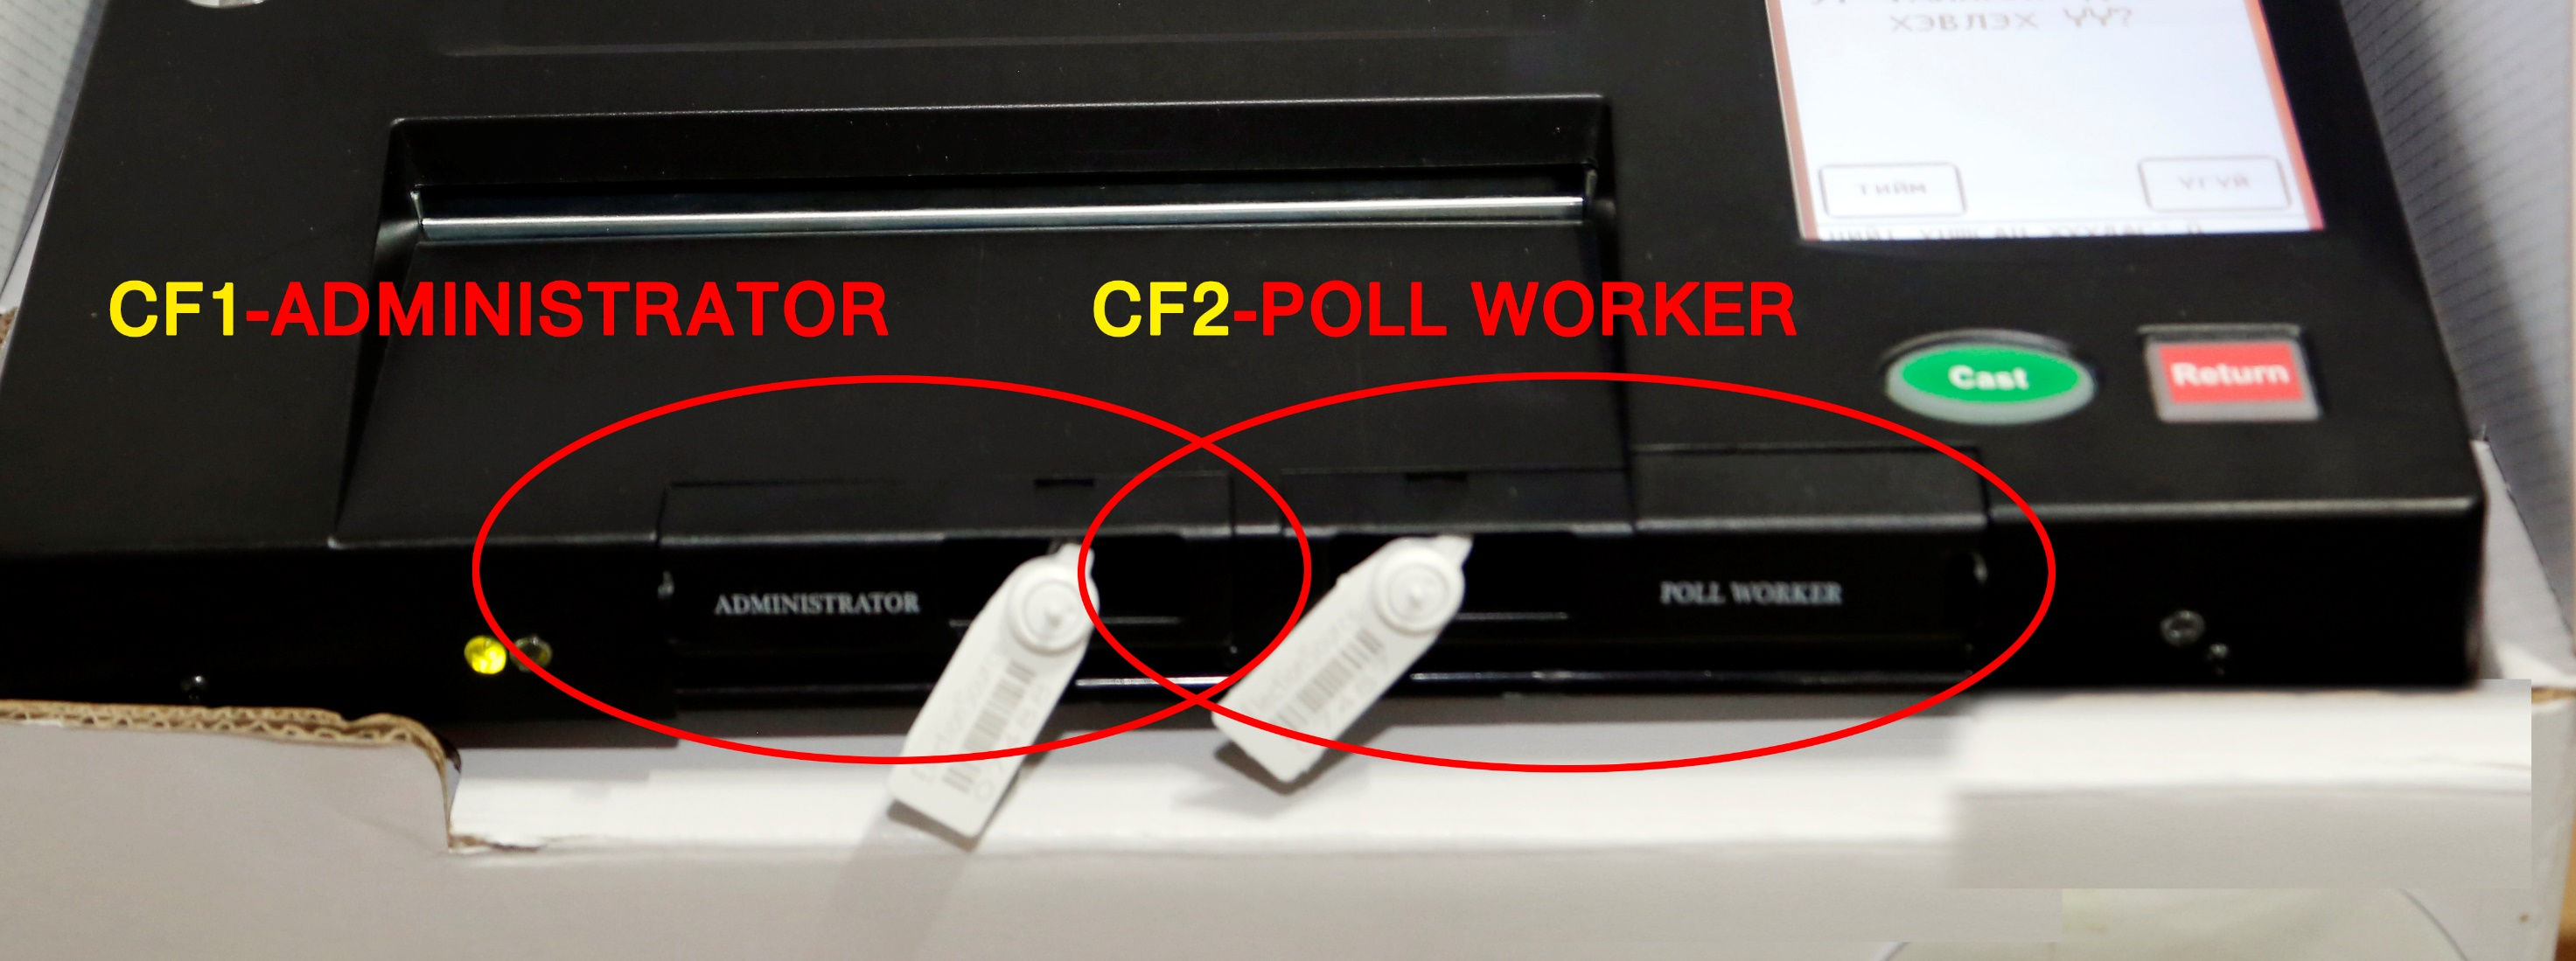 ХЭВЛЭХ ҮҮ?
ТИЙМ
ҮГҮЙ
CF1-ADMINISTRATOR
CF2-POLL WORKER
Cast
Return
ADMINISTRATOR
POLL WORKER